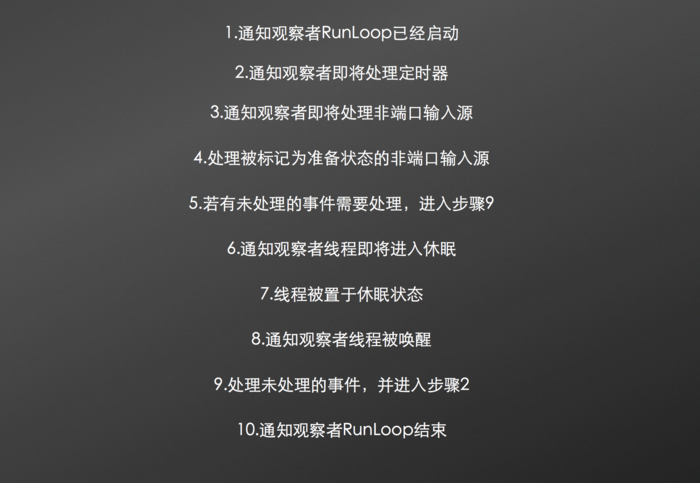 1.通知观察者RunLoop已经启动
2.通知观察者即将处理定时器
3.通知观察者即将处理非端口输入源
4.处理被标记为准备状态的非端口输入源
5.若有未处理的事件需要处理，进入步骤9
6.通知观察者线程即将进入休眠
7.线程被置于休眠状态
8.通知观察者线程被唤醒
9.处理未处理的事件，并进入步骤2
10.通知观察者RunLoop结束